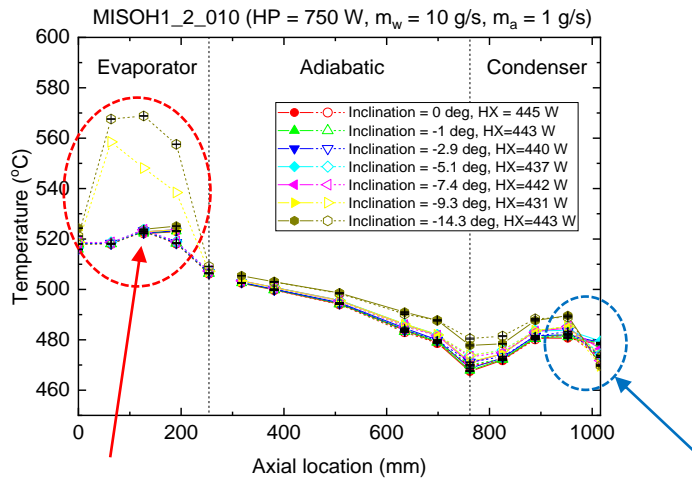 MISOH1_2_010 (HP = 750 W, m_w = 10 g/s, m_a = 1 g/s)
Evaporator Adiabatic Condenser
Inclination = 0 deg, HX = 445 W
Inclination = -1 deg, HX=443 W
Inclination = -2.9 deg, HX=440 W
Inclination = -5.1 deg, HX=437 W
Inclination = -7.4 deg, HX=442 W
Inclination = -9.3 deg, HX=431 W
Inclination = -14.3 deg, HX=443 W
Temperature (°C)
600
580
560
540
520
500
480
460
0 200 400 600 800 1000
Axial location (mm)